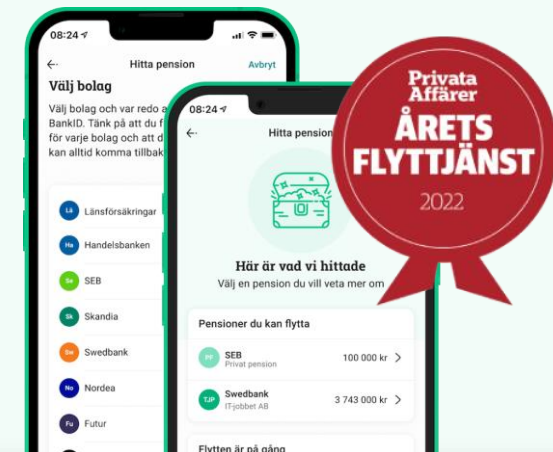 08:24
Hitta pension
Avbryt
Välj bolag
Välj bolag och var redo
BankID. Tänk på att du
för varje bolag och att d
kan alltid komma tillbak
Lä Länsförsäkringar
Ha Handelsbanken
Se SEB
Sk Skandia
Sw Swedbank
No Nordea
Fu Futur
08:24
Hitta pension
Här är vad vi hittade
Välj en pension du vill veta mer om
Pensioner du kan flytta
PF SEB
Privat pension
100 000 kr
TJP Swedbank
IT-jobbet AB
3 743 000 kr
Flytten är på gång
Privata
Affärer
ÅRETS
FLYTTJÄNST
2022